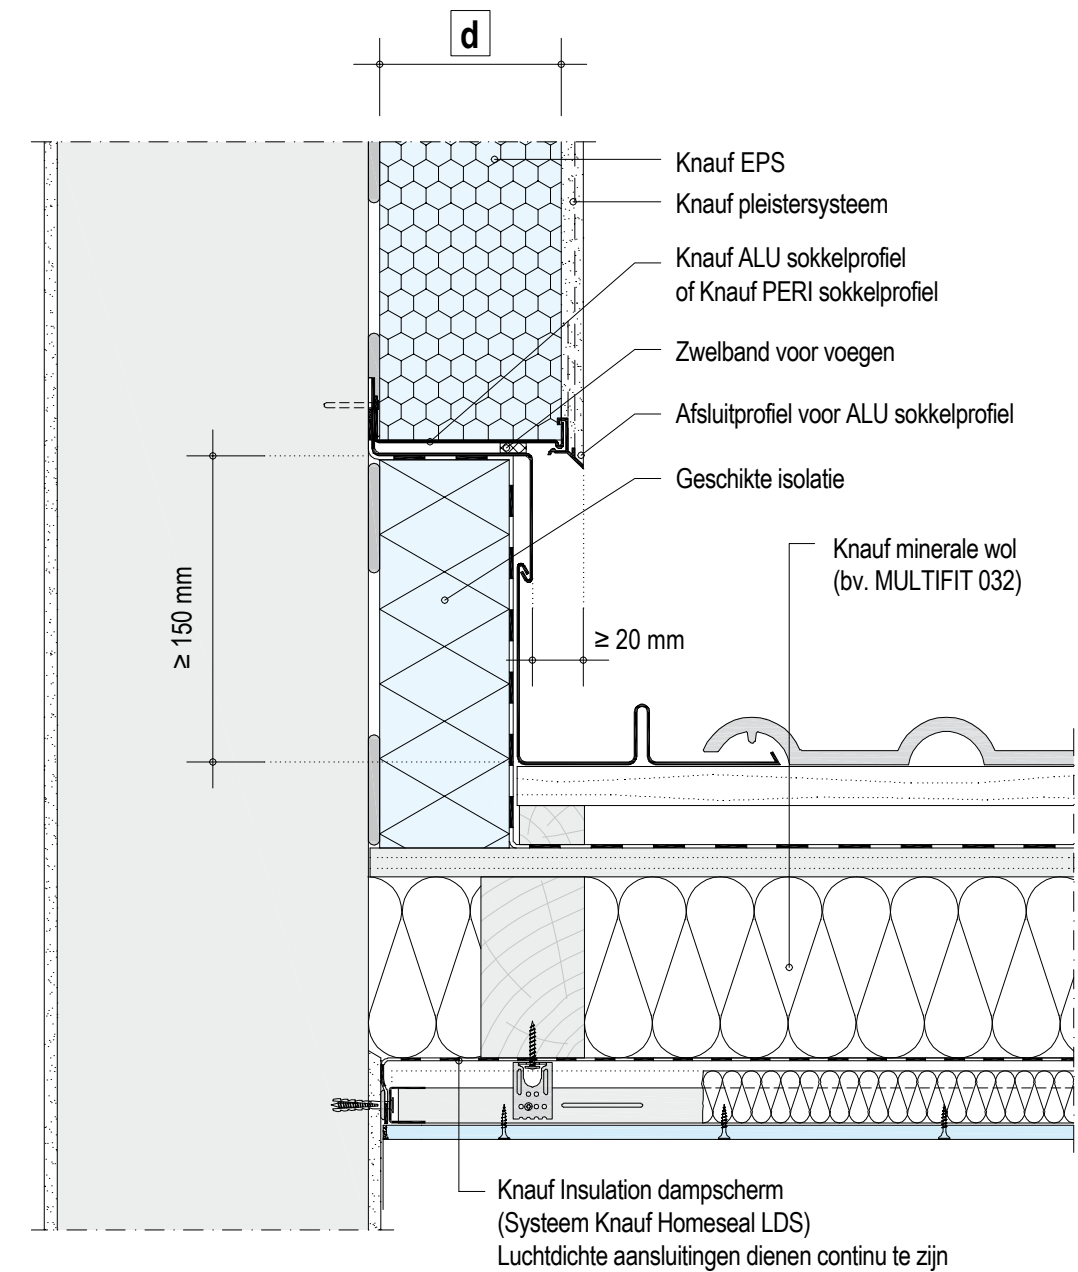 d
Knauf EPS
Knauf pleistersysteem
Knauf ALU sokkelprofiel
of Knauf PERI sokkelprofiel
Zwelband voor voegen
Afsluitprofiel voor ALU sokkelprofiel
Geschikte isolatie
Knauf minerale wol
(bv. MULTIFIT 032)
≥ 150 mm
≥ 20 mm
Knauf Insulation dampscherm
(Systeem Knauf Homeseal LDS)
Luchtdichte aansluitingen dienen continu te zijn